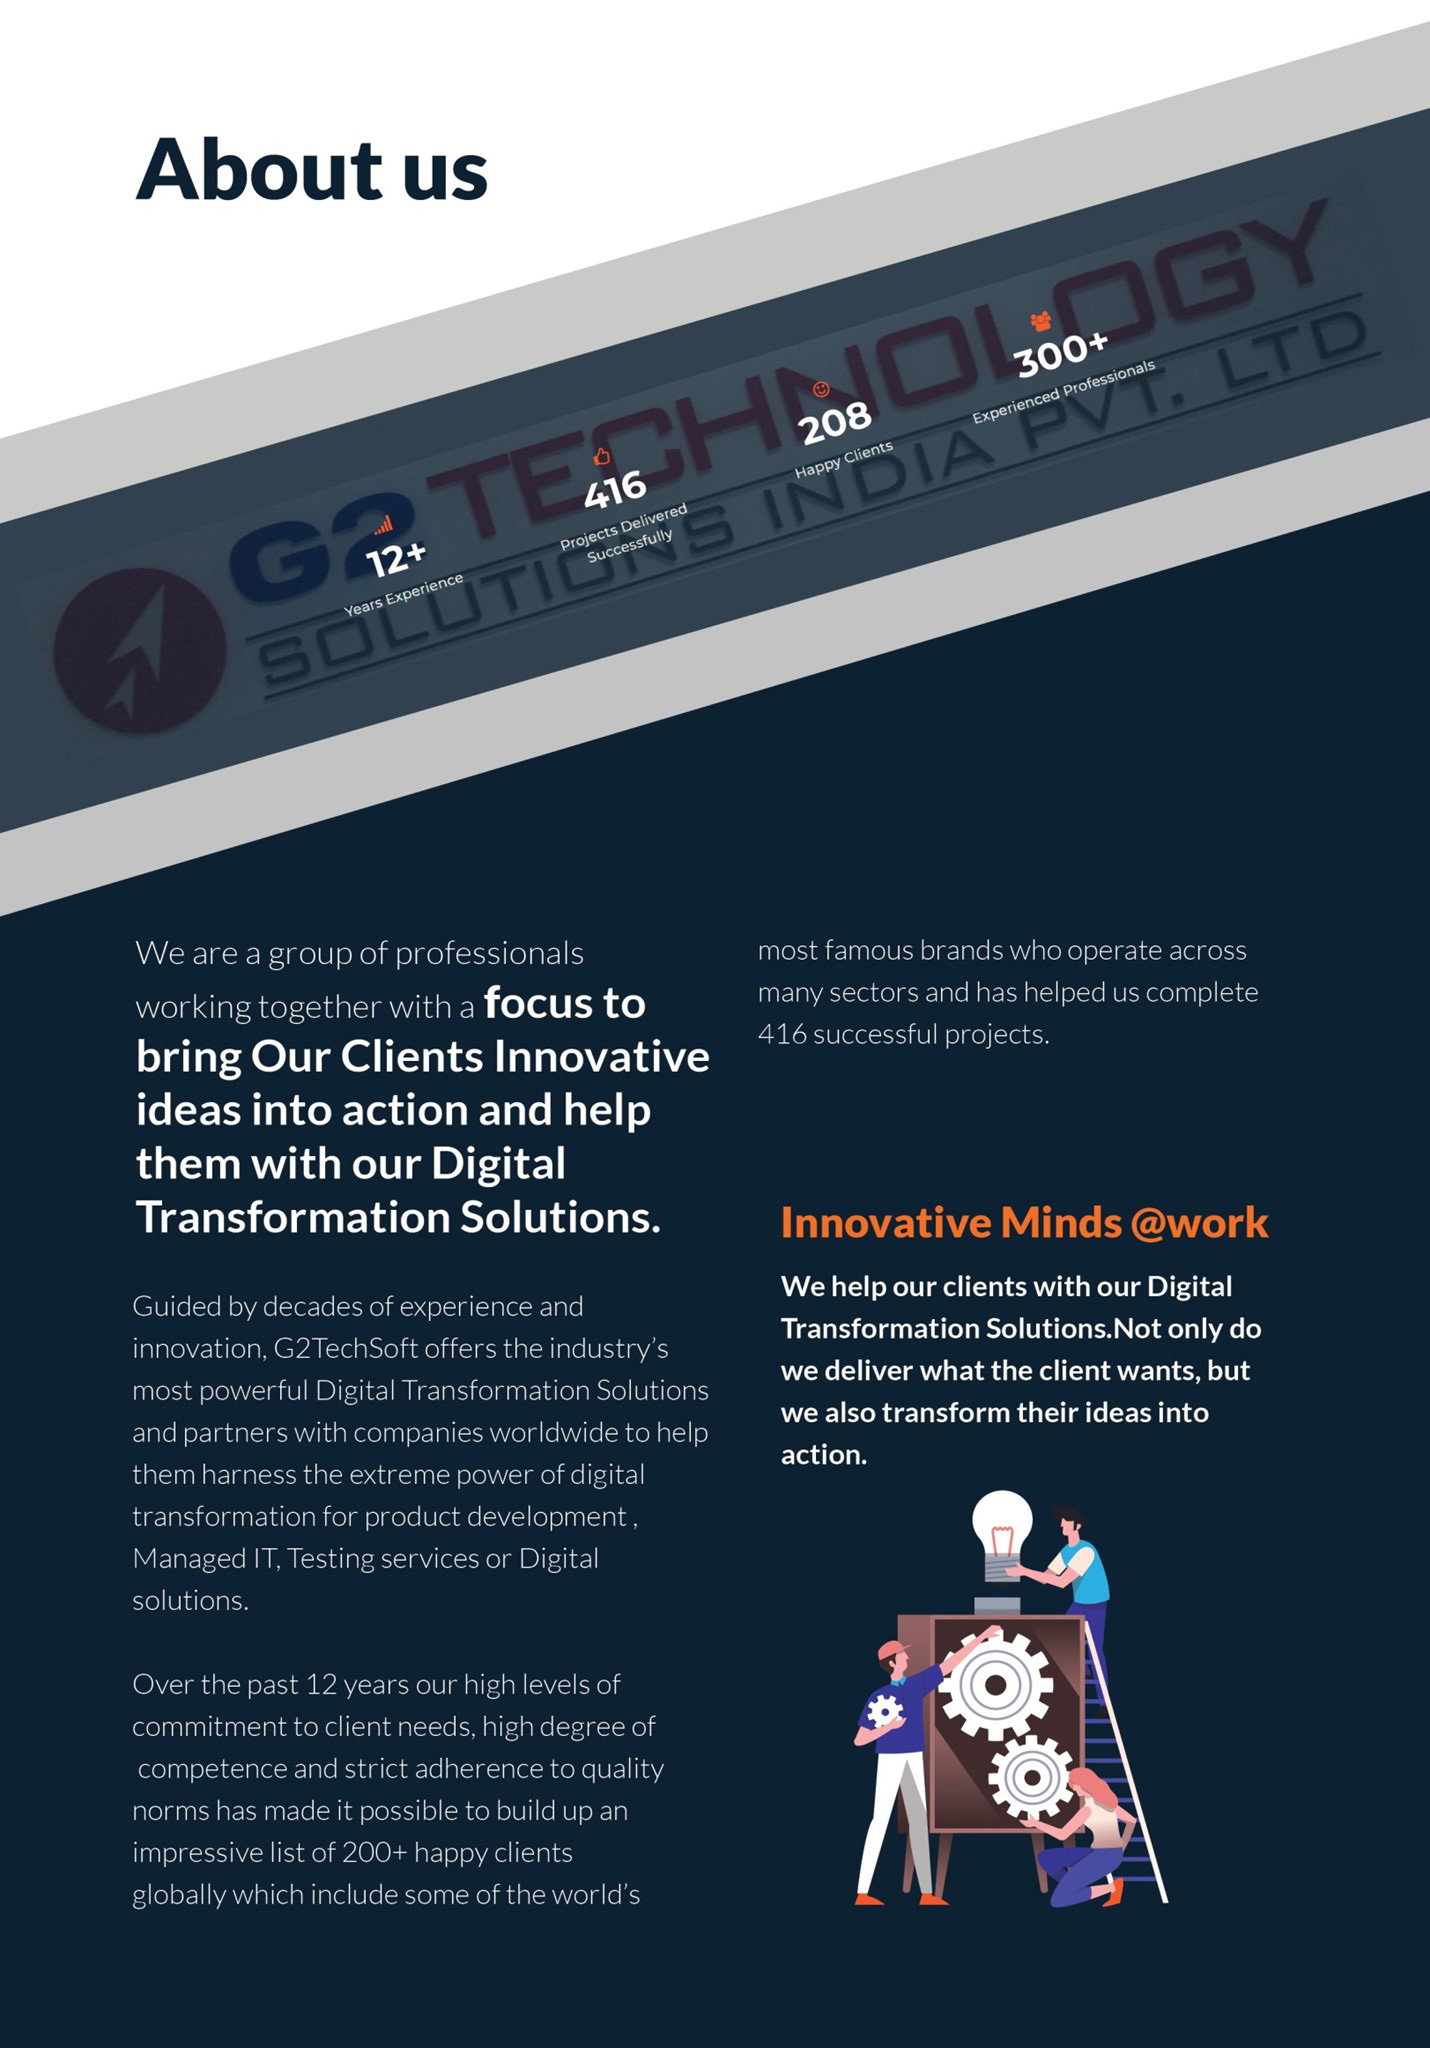 About us
G2 TECHNOLOGY
SOLUTIONS INDIA PVT. LTD
12+
Years Experience
416
Projects Delivered
Successfully
208
Happy Clients
300+
Experienced Professionals
We are a group of professionals
working together with a focus to
bring Our Clients Innovative
ideas into action and help
them with our Digital
Transformation Solutions.
Guided by decades of experience and
innovation, G2TechSoft offers the industry’s
most powerful Digital Transformation Solutions
and partners with companies worldwide to help
them harness the extreme power of digital
transformation for product development ,
Managed IT, Testing services or Digital
solutions.
Over the past 12 years our high levels of
commitment to client needs, high degree of
competence and strict adherence to quality
norms has made it possible to build up an
impressive list of 200+ happy clients
globally which include some of the world’s
most famous brands who operate across
many sectors and has helped us complete
416 successful projects.
Innovative Minds @work
We help our clients with our Digital
Transformation Solutions.Not only do
we deliver what the client wants, but
we also transform their ideas into
action.